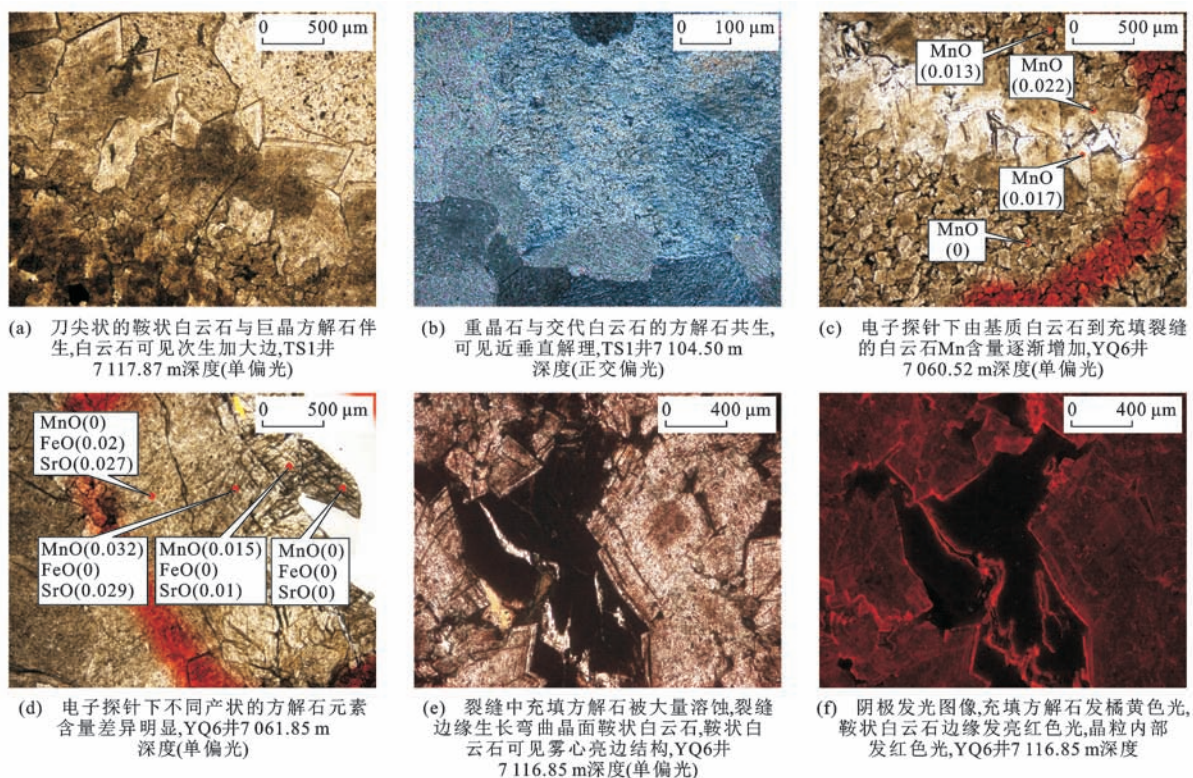 0 500 μm
(a) 刀尖状的鞍状白云石与巨晶方解石伴
生,白云石可见次生加大边,TS1井
7 117.87 m深度(单偏光)
0 100 μm
(b) 重晶石与交代白云石的方解石共生,
可见近垂直解理,TS1井7 104.50 m
深度(正交偏光)
0 500 μm
MnO
(0.013)
MnO
(0.022)
MnO
(0.017)
MnO
(0)
(c) 电子探针下由基质白云石到充填裂缝
的白云石Mn含量逐渐增加,YQ6井
7 060.52 m深度(单偏光)
0 500 μm
MnO(0)
FeO(0.02)
SrO(0.027)
MnO(0.032)
FeO(0)
SrO(0.029)
MnO(0.015)
FeO(0)
SrO(0.01)
MnO(0)
FeO(0)
SrO(0)
(d) 电子探针下不同产状的方解石元素
含量差异明显,YQ6井7 061.85 m
深度(单偏光)
0 400 μm
(e) 裂缝中充填方解石被大量溶蚀,裂缝
边缘生长弯曲晶面鞍状白云石,鞍状白
云石可见雾心亮边结构,YQ6井
7 116.85 m深度(单偏光)
0 400 μm
(f) 阴极发光图像,充填方解石发橘黄色光,
鞍状白云石边缘发亮红色光,晶粒内部
发红色光,YQ6井7 116.85 m深度